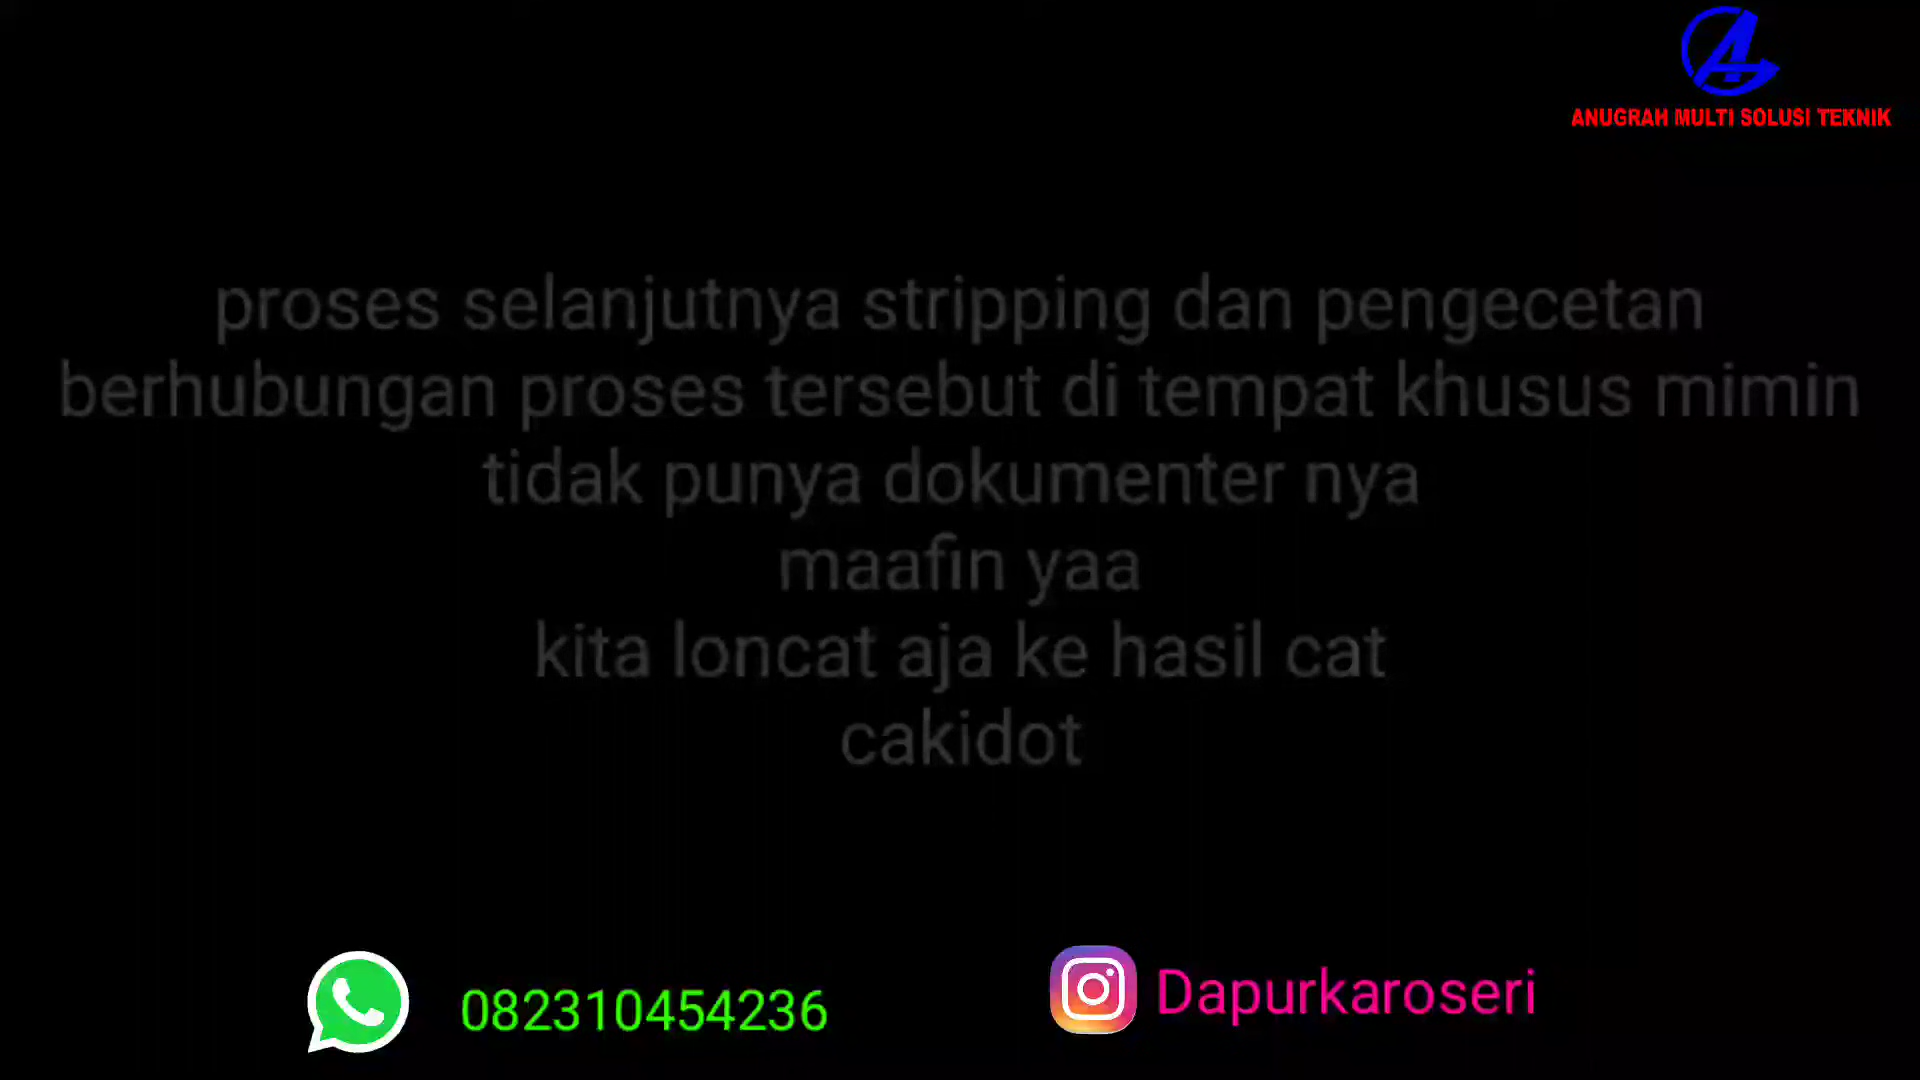 ANUGRAH MULTI SOLUSI TEKNIK
proses selanjutnya stripping dan pengecetan
berhubungan proses tersebut di tempat khusus mimin
tidak punya dokumenter nya
maafin yaa
kita loncat aja ke hasil cat
cakidot
082310454236
Dapurkaroseri